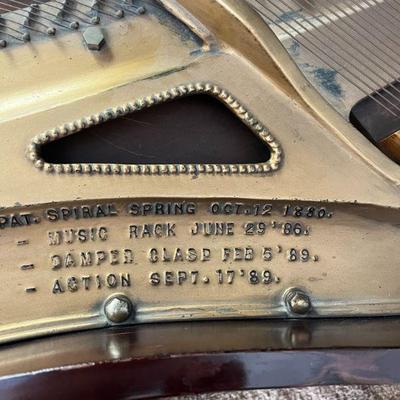 PAT. SPIRAL SPRING OCT. 12 1880.
- MUSIC RACK JUNE 29 '86.
- DAMPER CLASP FEB 5 '89.
- ACTION SEPT. 17 '89.